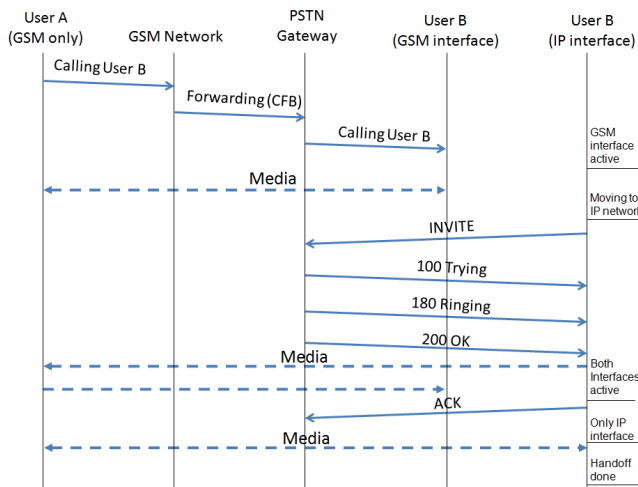 User A
(GSM only)
GSM Network
PSTN
Gateway
User B
(GSM interface)
User B
(IP interface)
Calling User B
Forwarding (CFB)
Calling User B
GSM
interface
active
Media
Moving to
IP network
INVITE
100 Trying
180 Ringing
200 OK
Media
Both
Interfaces
active
ACK
Only IP
interface
Media
Handoff
done